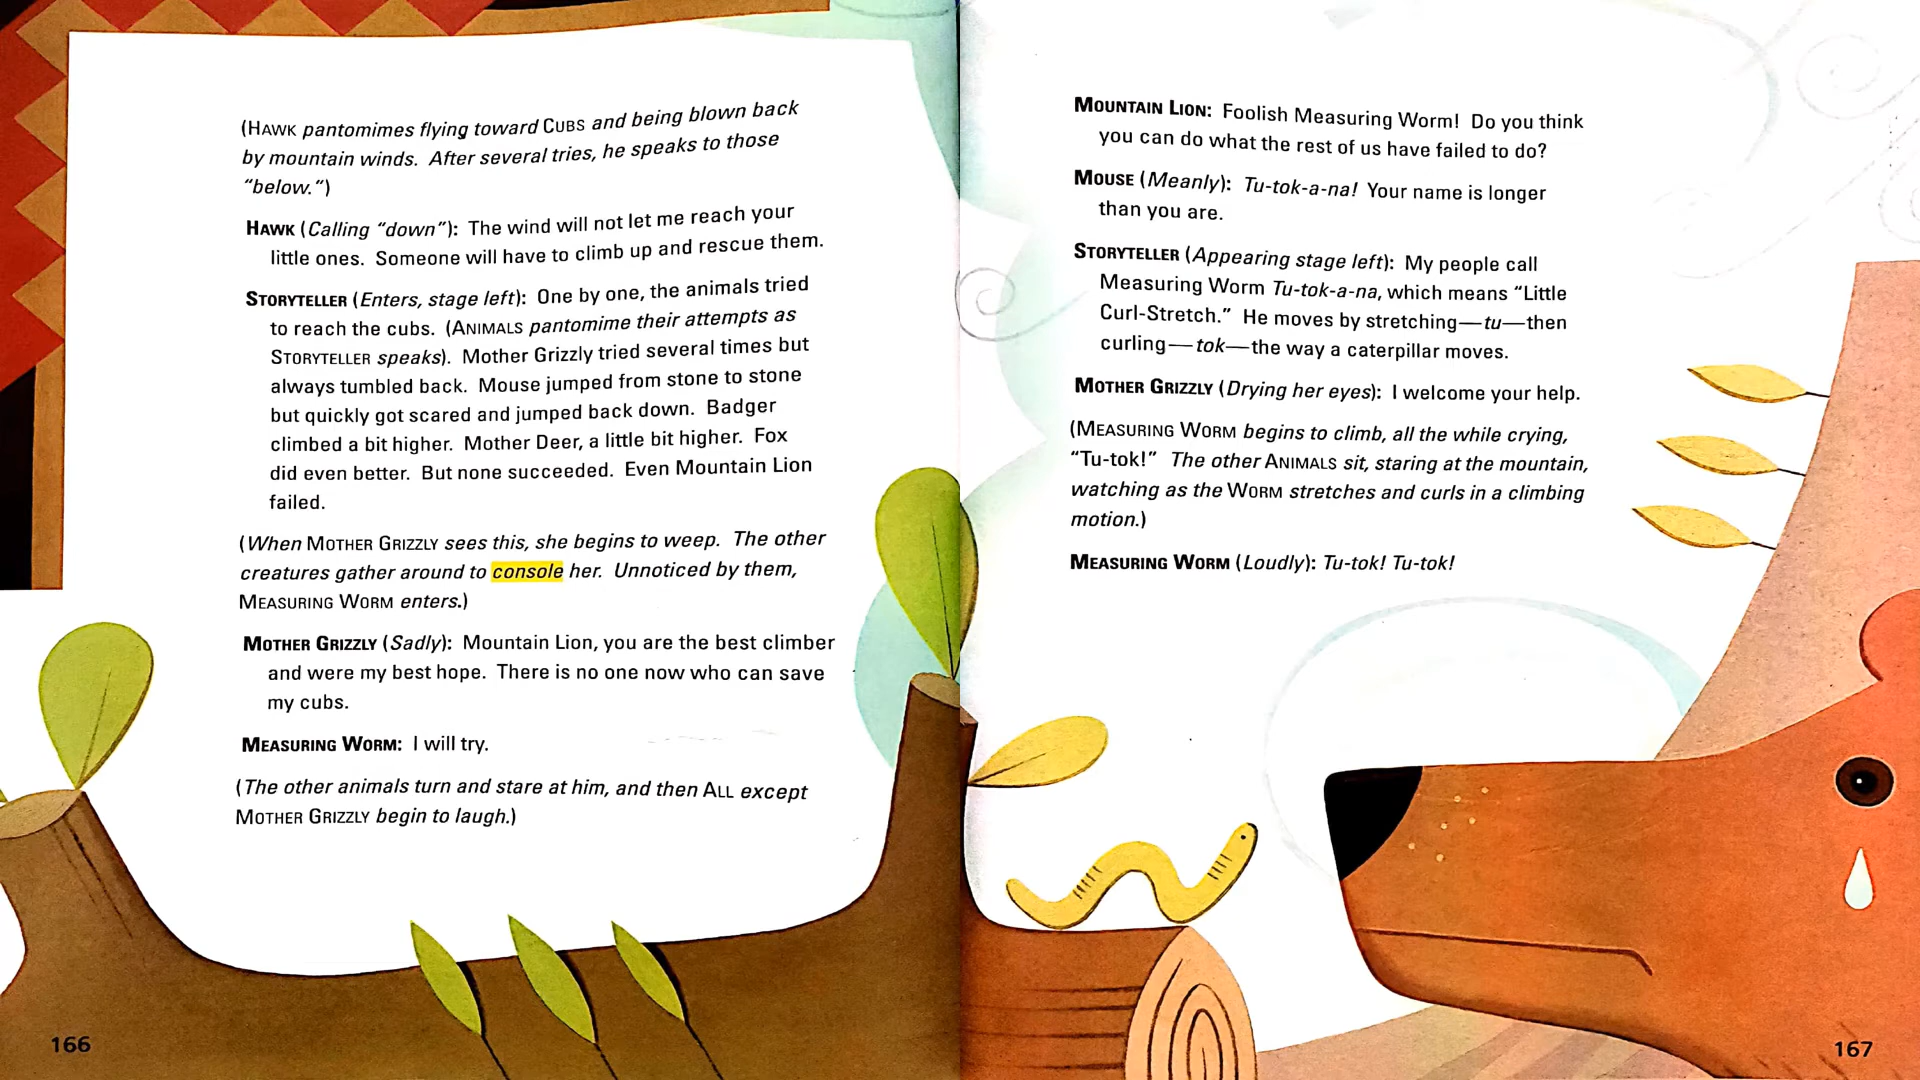 (HAWK pantomimes flying toward CUBS and being blown back
by mountain winds. After several tries, he speaks to those
“below.”)
HAWK (Calling “down”): The wind will not let me reach your
little ones. Someone will have to climb up and rescue them.
STORYTELLER (Enters, stage left): One by one, the animals tried
to reach the cubs. (ANIMALS pantomime their attempts as
STORYTELLER speaks). Mother Grizzly tried several times but
always tumbled back. Mouse jumped from stone to stone
but quickly got scared and jumped back down. Badger
climbed a bit higher. Mother Deer, a little bit higher. Fox
did even better. But none succeeded. Even Mountain Lion
failed.
(When MOTHER GRIZZLY sees this, she begins to weep. The other
creatures gather around to console her. Unnoticed by them,
MEASURING WORM enters.)
MOTHER GRIZZLY (Sadly): Mountain Lion, you are the best climber
and were my best hope. There is no one now who can save
my cubs.
MEASURING WORM: I will try.
(The other animals turn and stare at him, and then ALL except
MOTHER GRIZZLY begin to laugh.)
166
MOUNTAIN LION: Foolish Measuring Worm! Do you think
you can do what the rest of us have failed to do?
MOUSE (Meanly): Tu-tok-a-na! Your name is longer
than you are.
STORYTELLER (Appearing stage left): My people call
Measuring Worm Tu-tok-a-na, which means “Little
Curl-Stretch.” He moves by stretching—tu—then
curling—tok—the way a caterpillar moves.
MOTHER GRIZZLY (Drying her eyes): I welcome your help.
(MEASURING WORM begins to climb, all the while crying,
“Tu-tok!” The other ANIMALS sit, staring at the mountain,
watching as the WORM stretches and curls in a climbing
motion.)
MEASURING WORM (Loudly): Tu-tok! Tu-tok!
167